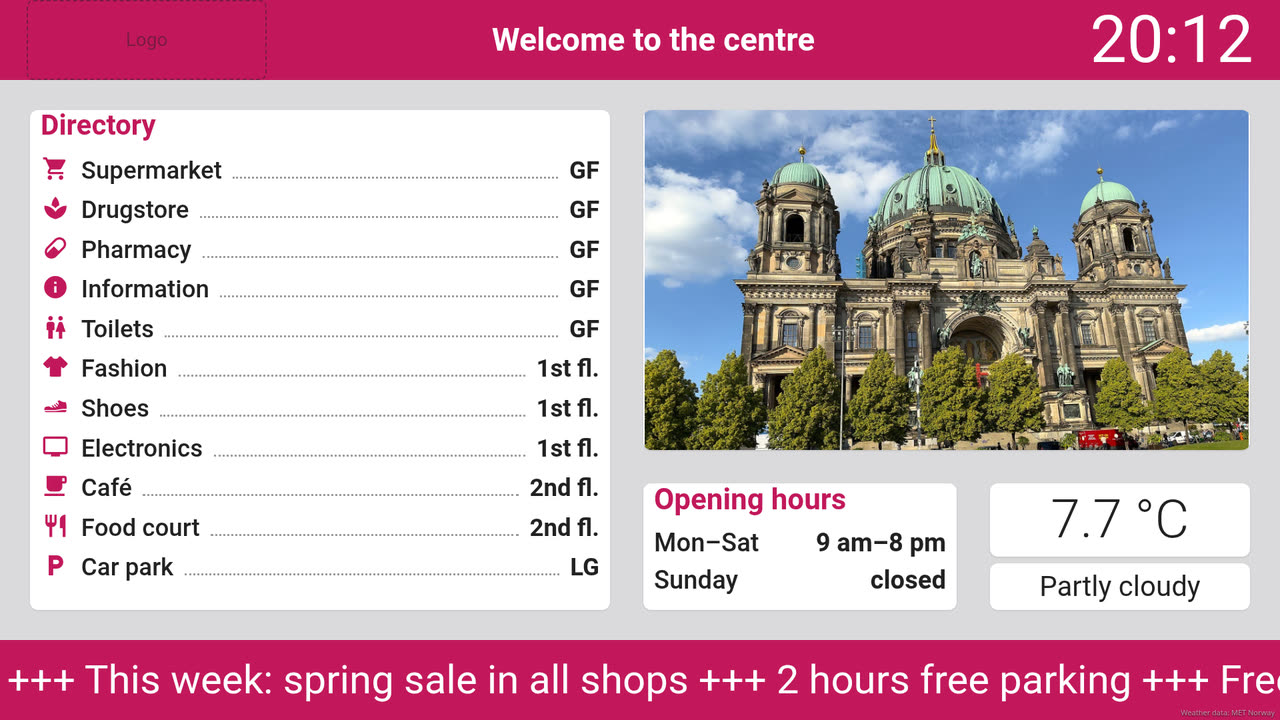 Logo
Welcome to the centre
20:12
Directory
Supermarket GF
Drugstore GF
Pharmacy GF
Information GF
Toilets GF
Fashion 1st fl.
Shoes 1st fl.
Electronics 1st fl.
Café 2nd fl.
Food court 2nd fl.
P Car park LG
Opening hours
Mon–Sat 9 am–8 pm
Sunday closed
7.7 °C
Partly cloudy
+++ This week: spring sale in all shops +++ 2 hours free parking +++ Free
Weather data: MET Norway